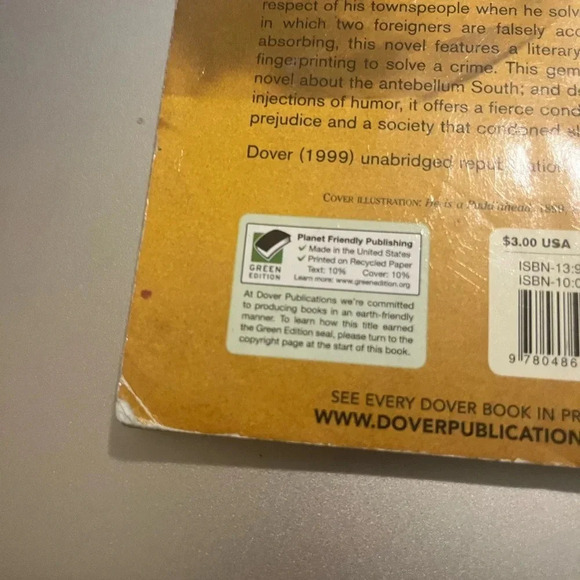 respect of his townspeople when he solv
in which two foreigners are falsely acc
absorbing, this novel features a literary
fingerprinting to solve a crime. This gem
novel about the antebellum South; and d
injections of humor, it offers a fierce cond
prejudice and a society that condoned
Dover (1999) unabridged republication
COVER ILLUSTRATION: He is a
Planet Friendly Publishing
✓ Made in the United States
✓ Printed on Recycled Paper
Text: 10% Cover: 10%
Learn more: www.greenedition.org
GREEN
EDITION
At Dover Publications we're committed
to producing books in an earth-friendly
manner. To learn how this title earned
the Green Edition seal, please turn to the
copyright page at the start of this book.
$3.00 USA
ISBN-13:9
ISBN-10:0
9 780486
SEE EVERY DOVER BOOK IN PR
WWW.DOVERPUBLICATION